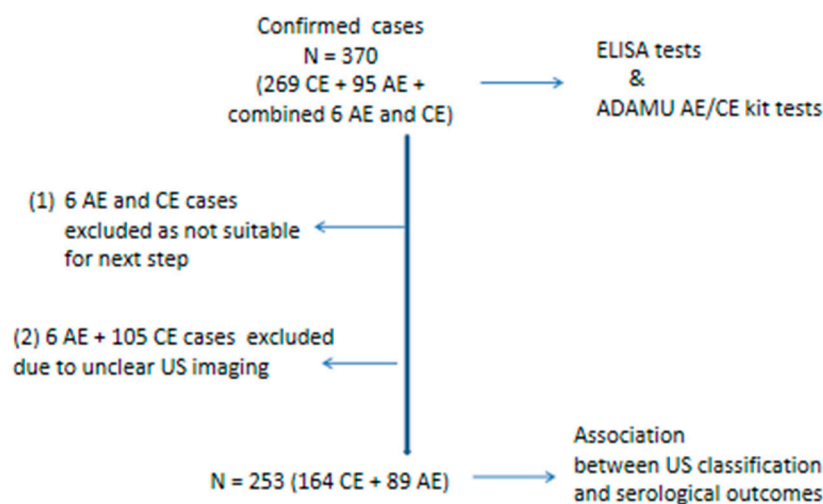 Confirmed cases
N = 370
(269 CE + 95 AE +
combined 6 AE and CE)
ELISA tests
&
ADAMU AE/CE kit tests
(1) 6 AE and CE cases
excluded as not suitable
for next step
(2) 6 AE + 105 CE cases excluded
due to unclear US imaging
N = 253 (164 CE + 89 AE)
Association
between US classification
and serological outcomes